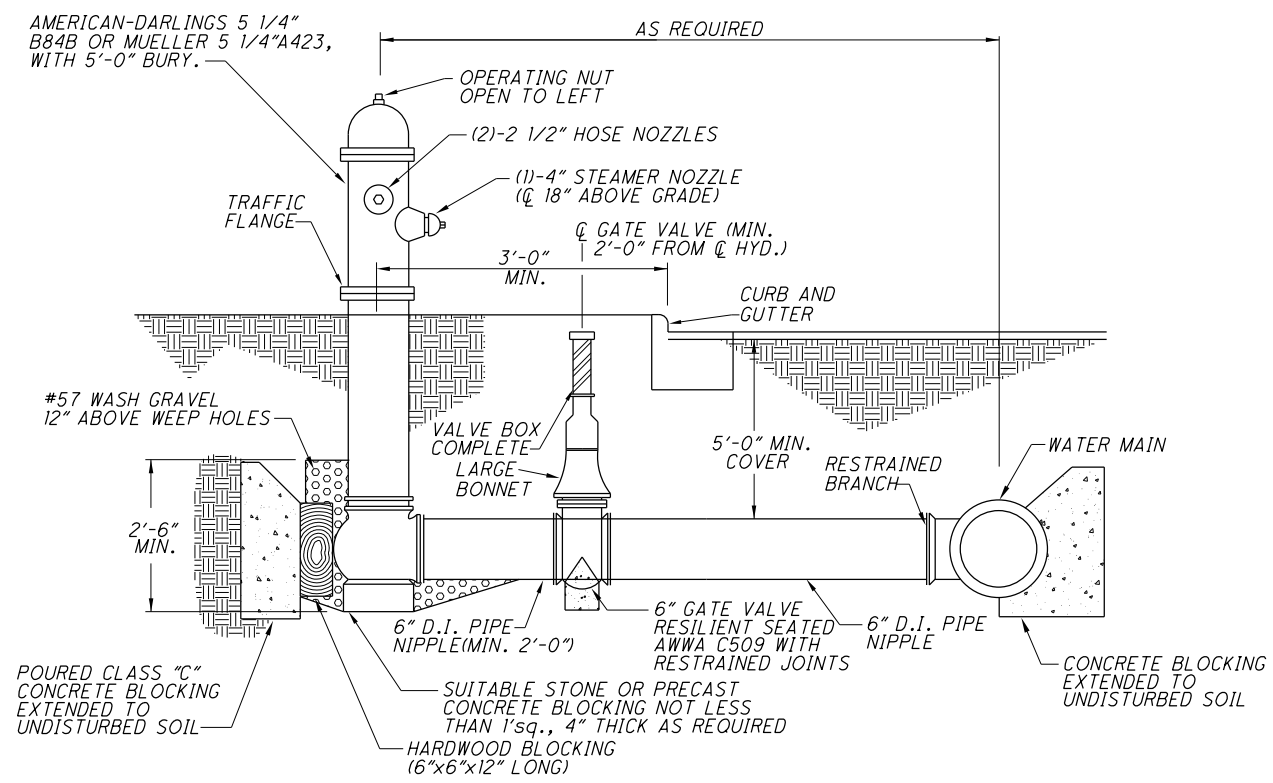 AMERICAN-DARLINGS 5 1/4"
B84B OR MUELLER 5 1/4"A423,
WITH 5'-0" BURY.
AS REQUIRED
OPERATING NUT
OPEN TO LEFT
(2)-2 1/2" HOSE NOZZLES
(1)-4" STEAMER NOZZLE
(℄ 18" ABOVE GRADE)
TRAFFIC
FLANGE
℄ GATE VALVE (MIN.
2'-0" FROM ℄ HYD.)
3'-0"
MIN.
CURB AND
GUTTER
#57 WASH GRAVEL
12" ABOVE WEEP HOLES
VALVE BOX
COMPLETE
LARGE
BONNET
5'-0" MIN.
COVER
RESTRAINED
BRANCH
WATER MAIN
2'-6"
MIN.
6" D.I. PIPE
NIPPLE(MIN. 2'-0")
6" GATE VALVE
RESILIENT SEATED
AWWA C509 WITH
RESTRAINED JOINTS
6" D.I. PIPE
NIPPLE
CONCRETE BLOCKING
EXTENDED TO
UNDISTURBED SOIL
POURED CLASS "C"
CONCRETE BLOCKING
EXTENDED TO
UNDISTURBED SOIL
SUITABLE STONE OR PRECAST
CONCRETE BLOCKING NOT LESS
THAN 1'sq., 4" THICK AS REQUIRED
HARDWOOD BLOCKING
(6"x6"x12" LONG)